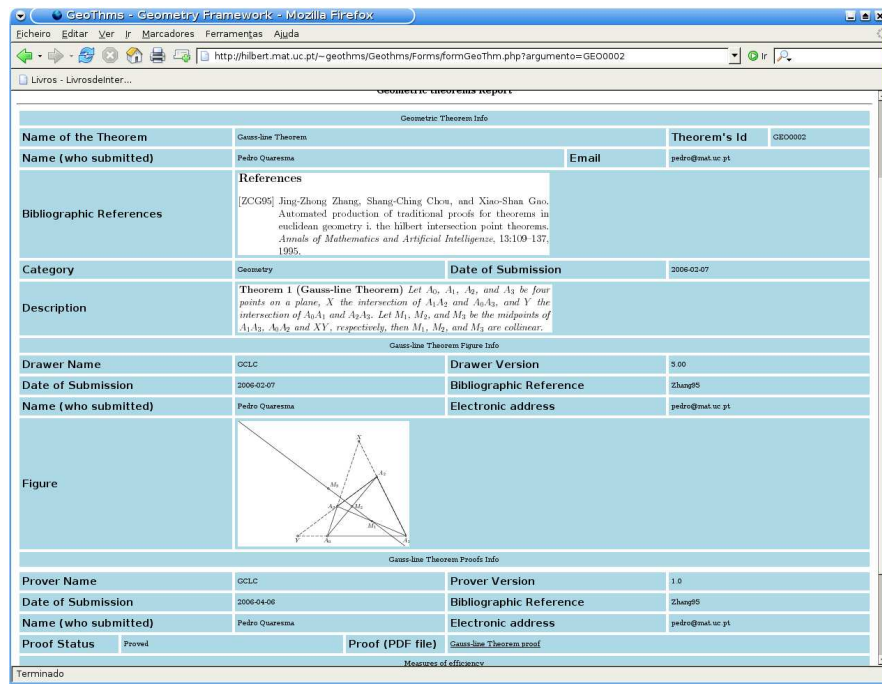 GeoThms - Geometry Framework - Mozilla Firefox
Ficheiro Editar Ver Ir Marcadores Ferramentas Ajuda
http://hilbert.mat.uc.pt/~geothms/Geothms/Forms/formGeoThm.php?argumento=GEO0002 Ir
Livros - LivrosdeInter...
Geometric theorems Report
Geometric Theorem Info
Name of the Theorem Gauss-line Theorem Theorem's Id GEO0002
Name (who submitted) Pedro Quaresma Email pedro@mat.uc.pt
References
[ZCG95] Jing-Zhong Zhang, Shang-Ching Chou, and Xiao-Shan Gao.
Automated production of traditional proofs for theorems in
Bibliographic References euclidean geometry i. the hilbert intersection point theorems.
Annals of Mathematics and Artificial Intelligenze, 13:109–137,
1995.
Category Geometry Date of Submission 2006-02-07
Theorem 1 (Gauss-line Theorem) Let A₀, A₁, A₂, and A₃ be four
Description points on a plane, X the intersection of A₁A₂ and A₀A₃, and Y the
intersection of A₀A₁ and A₂A₃. Let M₁, M₂, and M₃ be the midpoints of
A₁A₃, A₀A₂ and XY, respectively, then M₁, M₂, and M₃ are collinear.
Gauss-line Theorem Figure Info
Drawer Name GCLC Drawer Version 5.00
Date of Submission 2006-02-07 Bibliographic Reference Zhang95
Name (who submitted) Pedro Quaresma Electronic address pedro@mat.uc.pt
Figure
X
M₃
M₂
M₁
Y A₀
Gauss-line Theorem Proofs Info
Prover Name GCLC Prover Version 1.0
Date of Submission 2006-04-06 Bibliographic Reference Zhang95
Name (who submitted) Pedro Quaresma Electronic address pedro@mat.uc.pt
Proof Status Proved Proof (PDF file) Gauss-line Theorem proof
Measures of efficiency
Terminado